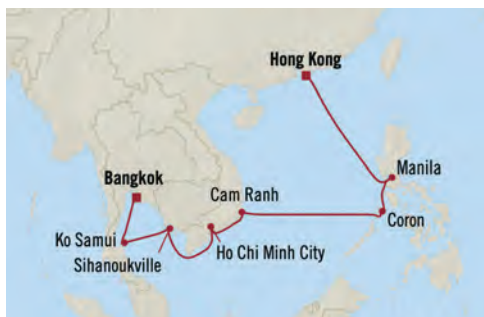 Hong Kong
Manila
Bangkok
Cam Ranh
Coron
Ko Samui
Ho Chi Minh City
Sihanoukville